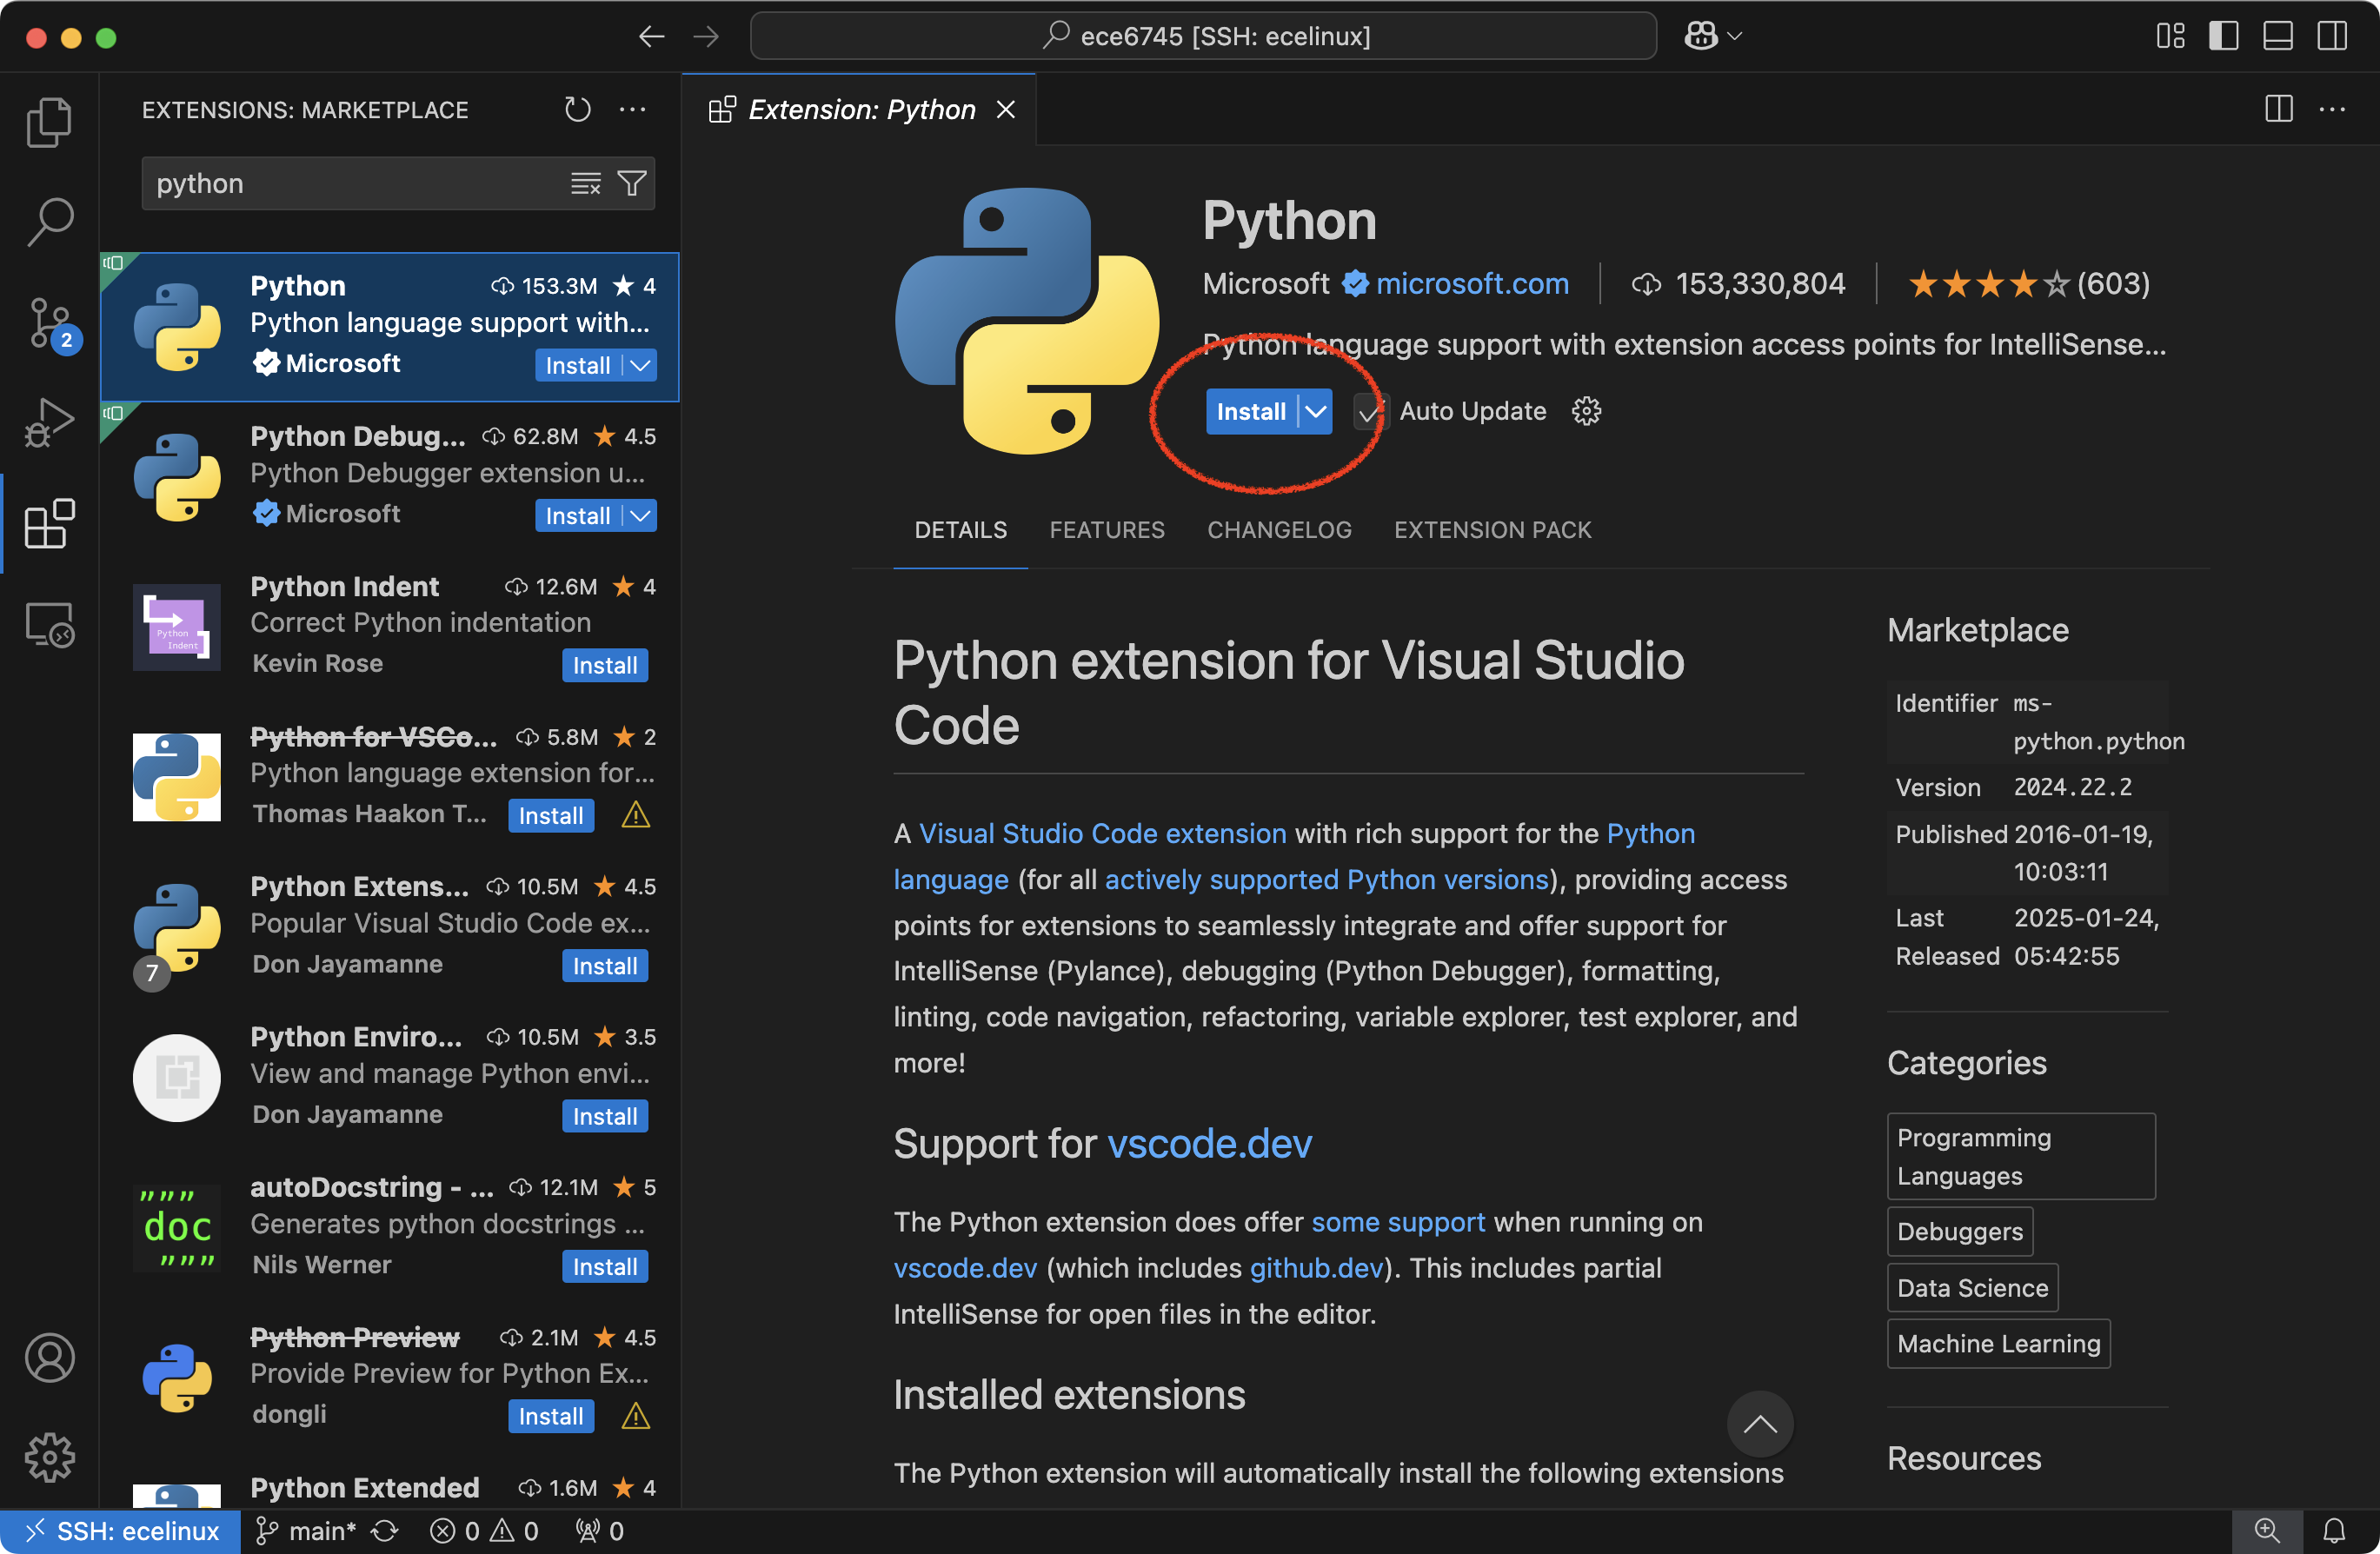 ece6745 [SSH: ecelinux]
EXTENSIONS: MARKETPLACE
python
Python 153.3M ★ 4
Python language support with...
Microsoft Install
Python Debug... 62.8M ★ 4.5
Python Debugger extension u...
Microsoft Install
Python Indent 12.6M ★ 4
Correct Python indentation
Python
Indent
Kevin Rose Install
Python for VSCo... 5.8M ★ 2
Python language extension for...
Thomas Haakon T... Install
Python Extens... 10.5M ★ 4.5
Popular Visual Studio Code ex...
7
Don Jayamanne Install
Python Enviro... 10.5M ★ 3.5
View and manage Python envi...
Don Jayamanne Install
autoDocstring - ... 12.1M ★ 5
"""
doc
"""
Generates python docstrings ...
Nils Werner Install
Python Preview 2.1M ★ 4.5
Provide Preview for Python Ex...
dongli Install
Python Extended 1.6M ★ 4
2
Extension: Python
Python
Microsoft microsoft.com 153,330,804 ★★★★☆ (603)
Python language support with extension access points for IntelliSense...
Install Auto Update
DETAILS FEATURES CHANGELOG EXTENSION PACK
Python extension for Visual Studio
Code
A Visual Studio Code extension with rich support for the Python
language (for all actively supported Python versions), providing access
points for extensions to seamlessly integrate and offer support for
IntelliSense (Pylance), debugging (Python Debugger), formatting,
linting, code navigation, refactoring, variable explorer, test explorer, and
more!
Support for vscode.dev
The Python extension does offer some support when running on
vscode.dev (which includes github.dev). This includes partial
IntelliSense for open files in the editor.
Installed extensions
The Python extension will automatically install the following extensions
Marketplace
Identifier ms-
python.python
Version 2024.22.2
Published 2016-01-19,
10:03:11
Last 2025-01-24,
Released 05:42:55
Categories
Programming
Languages
Debuggers
Data Science
Machine Learning
Resources
SSH: ecelinux main* 0 0 0